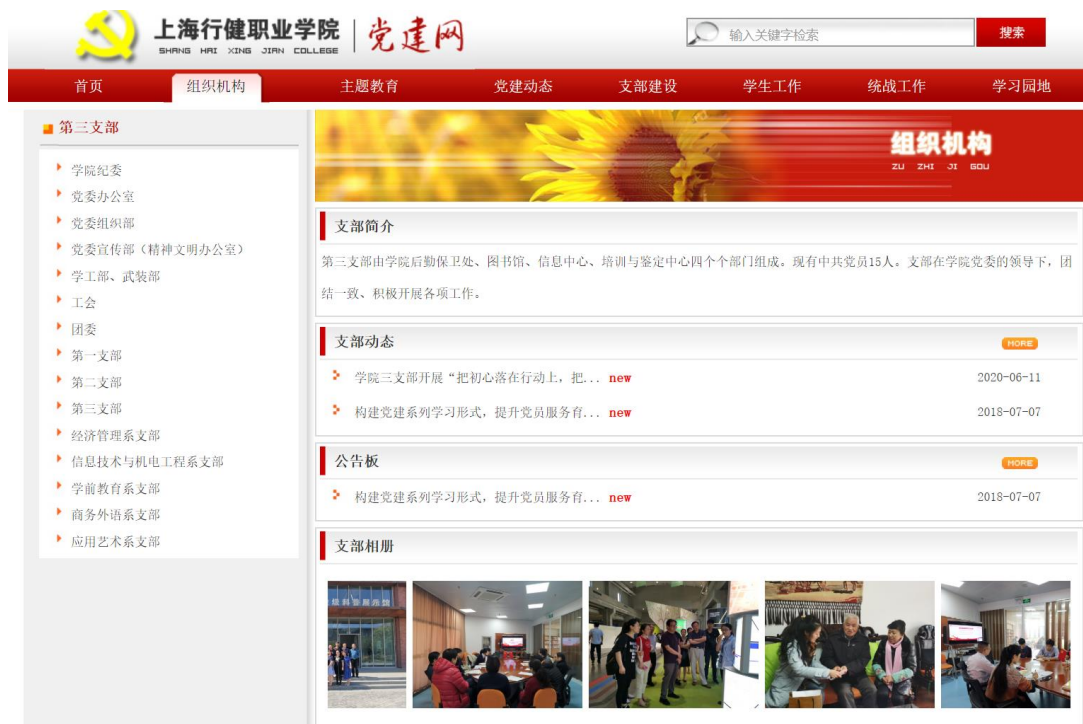 上海行健职业学院
SHANG HAI XING JIAN COLLEGE
党建网
输入关键字检索
搜索
首页
组织机构
主题教育
党建动态
支部建设
学生工作
统战工作
学习园地
第三支部
学院纪委
党委办公室
党委组织部
党委宣传部（精神文明办公室）
学工部、武装部
工会
团委
第一支部
第二支部
第三支部
经济管理系支部
信息技术与机电工程系支部
学前教育系支部
商务外语系支部
应用艺术系支部
组织机构
ZU ZHI JI GOU
支部简介
第三支部由学院后勤保卫处、图书馆、信息中心、培训与鉴定中心四个个部门组成。现有中共党员15人。支部在学院党委的领导下，团
结一致、积极开展各项工作。
支部动态
MORE
学院三支部开展“把初心落在行动上，把... new 2020-06-11
构建党建系列学习形式，提升党员服务育... new 2018-07-07
公告板
MORE
构建党建系列学习形式，提升党员服务育... new 2018-07-07
支部相册